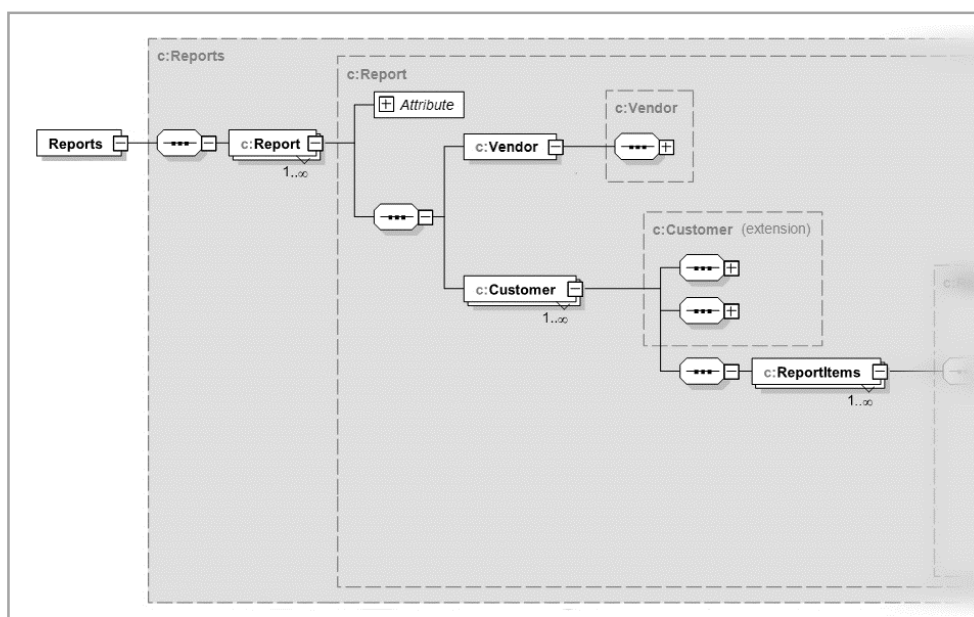 c:Reports
c:Report
Attribute
c:Vendor
Reports
c:Report
1..∞
c:Vendor
c:Customer (extension)
c:Customer
1..∞
c:ReportItems
1..∞